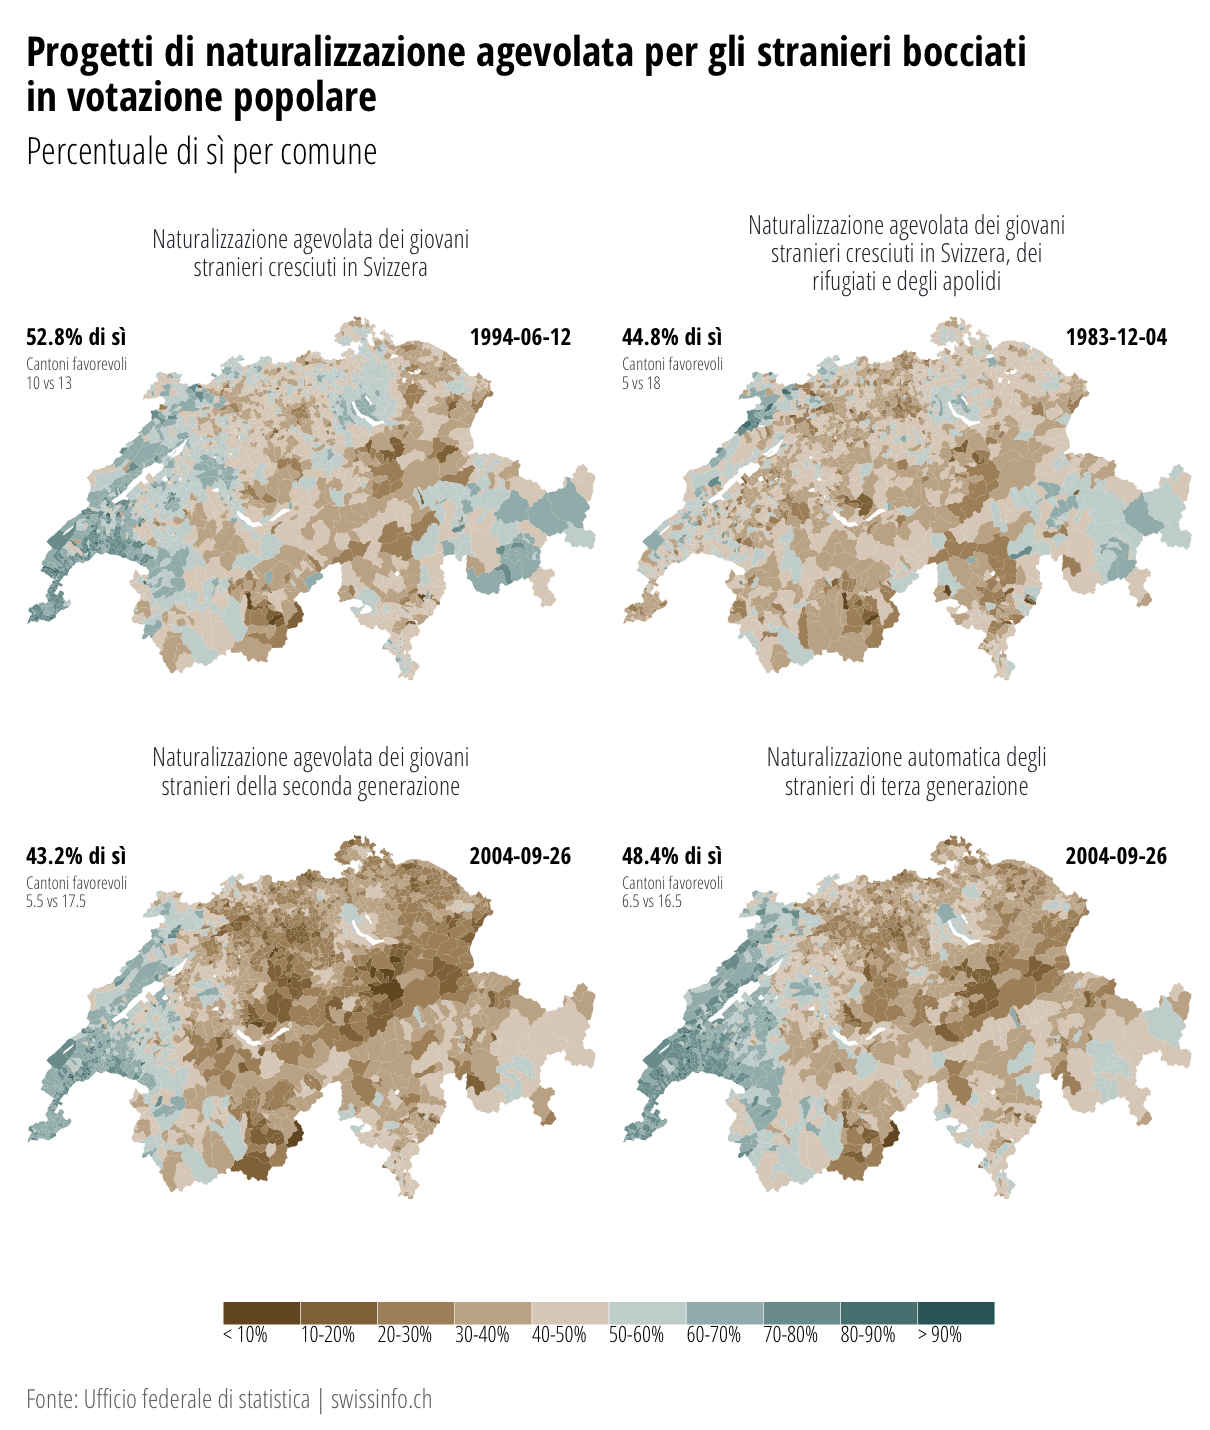 Progetti di naturalizzazione agevolata per gli stranieri bocciati
in votazione popolare
Percentuale di sì per comune
Naturalizzazione agevolata dei giovani
stranieri cresciuti in Svizzera
52.8% di sì
1994-06-12
Cantoni favorevoli
10 vs 13
Naturalizzazione agevolata dei giovani
stranieri cresciuti in Svizzera, dei
rifugiati e degli apolidi
44.8% di sì
1983-12-04
Cantoni favorevoli
5 vs 18
Naturalizzazione agevolata dei giovani
stranieri della seconda generazione
43.2% di sì
2004-09-26
Cantoni favorevoli
5.5 vs 17.5
Naturalizzazione automatica degli
stranieri di terza generazione
48.4% di sì
2004-09-26
Cantoni favorevoli
6.5 vs 16.5
< 10% 10-20% 20-30% 30-40% 40-50% 50-60% 60-70% 70-80% 80-90% > 90%
Fonte: Ufficio federale di statistica | swissinfo.ch